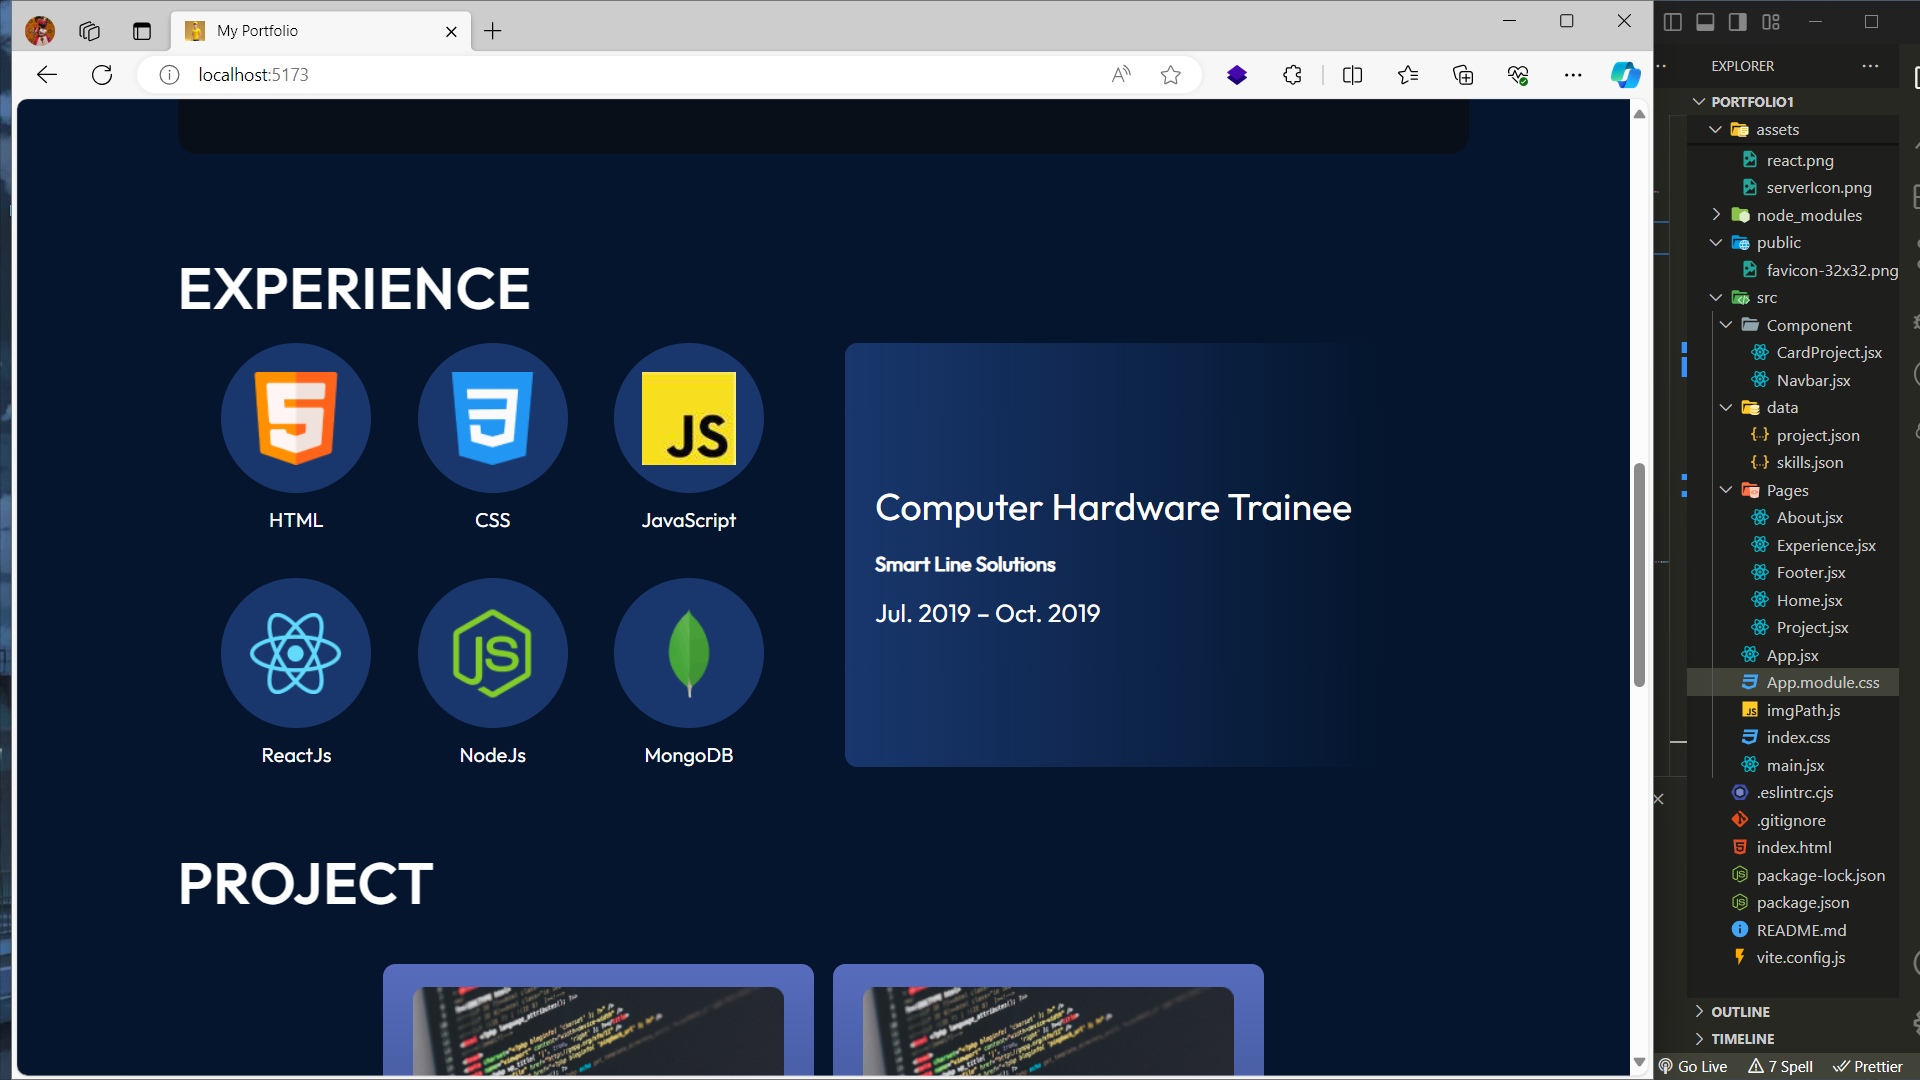 My Portfolio
localhost:5173
EXPERIENCE
JS
HTML
CSS
JavaScript
JS
ReactJs
NodeJs
MongoDB
Computer Hardware Trainee
Smart Line Solutions
Jul. 2019 – Oct. 2019
PROJECT
EXPLORER
PORTFOLIO1
assets
react.png
serverIcon.png
node_modules
public
favicon-32x32.png
src
Component
CardProject.jsx
Navbar.jsx
data
project.json
skills.json
Pages
About.jsx
Experience.jsx
Footer.jsx
Home.jsx
Project.jsx
App.jsx
App.module.css
imgPath.js
index.css
main.jsx
.eslintrc.cjs
.gitignore
index.html
package-lock.json
package.json
README.md
vite.config.js
OUTLINE
TIMELINE
Go Live
7 Spell
Prettier